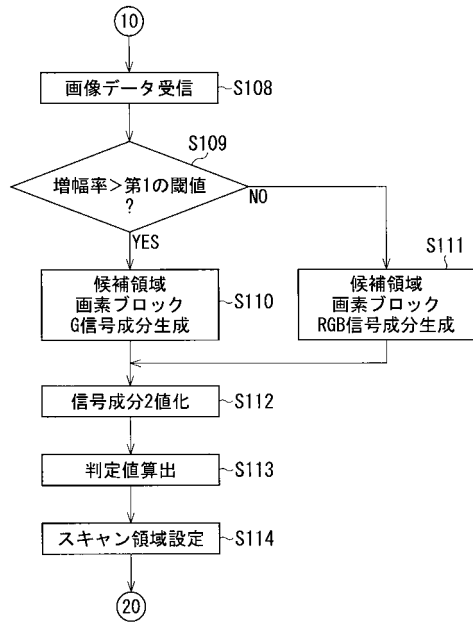 10
画像データ受信
S108
S109
増幅率＞第1の閾値
?
NO
YES
候補領域
画素ブロック
G信号成分生成
S110
S111
候補領域
画素ブロック
RGB信号成分生成
信号成分2値化
S112
判定値算出
S113
スキャン領域設定
S114
20